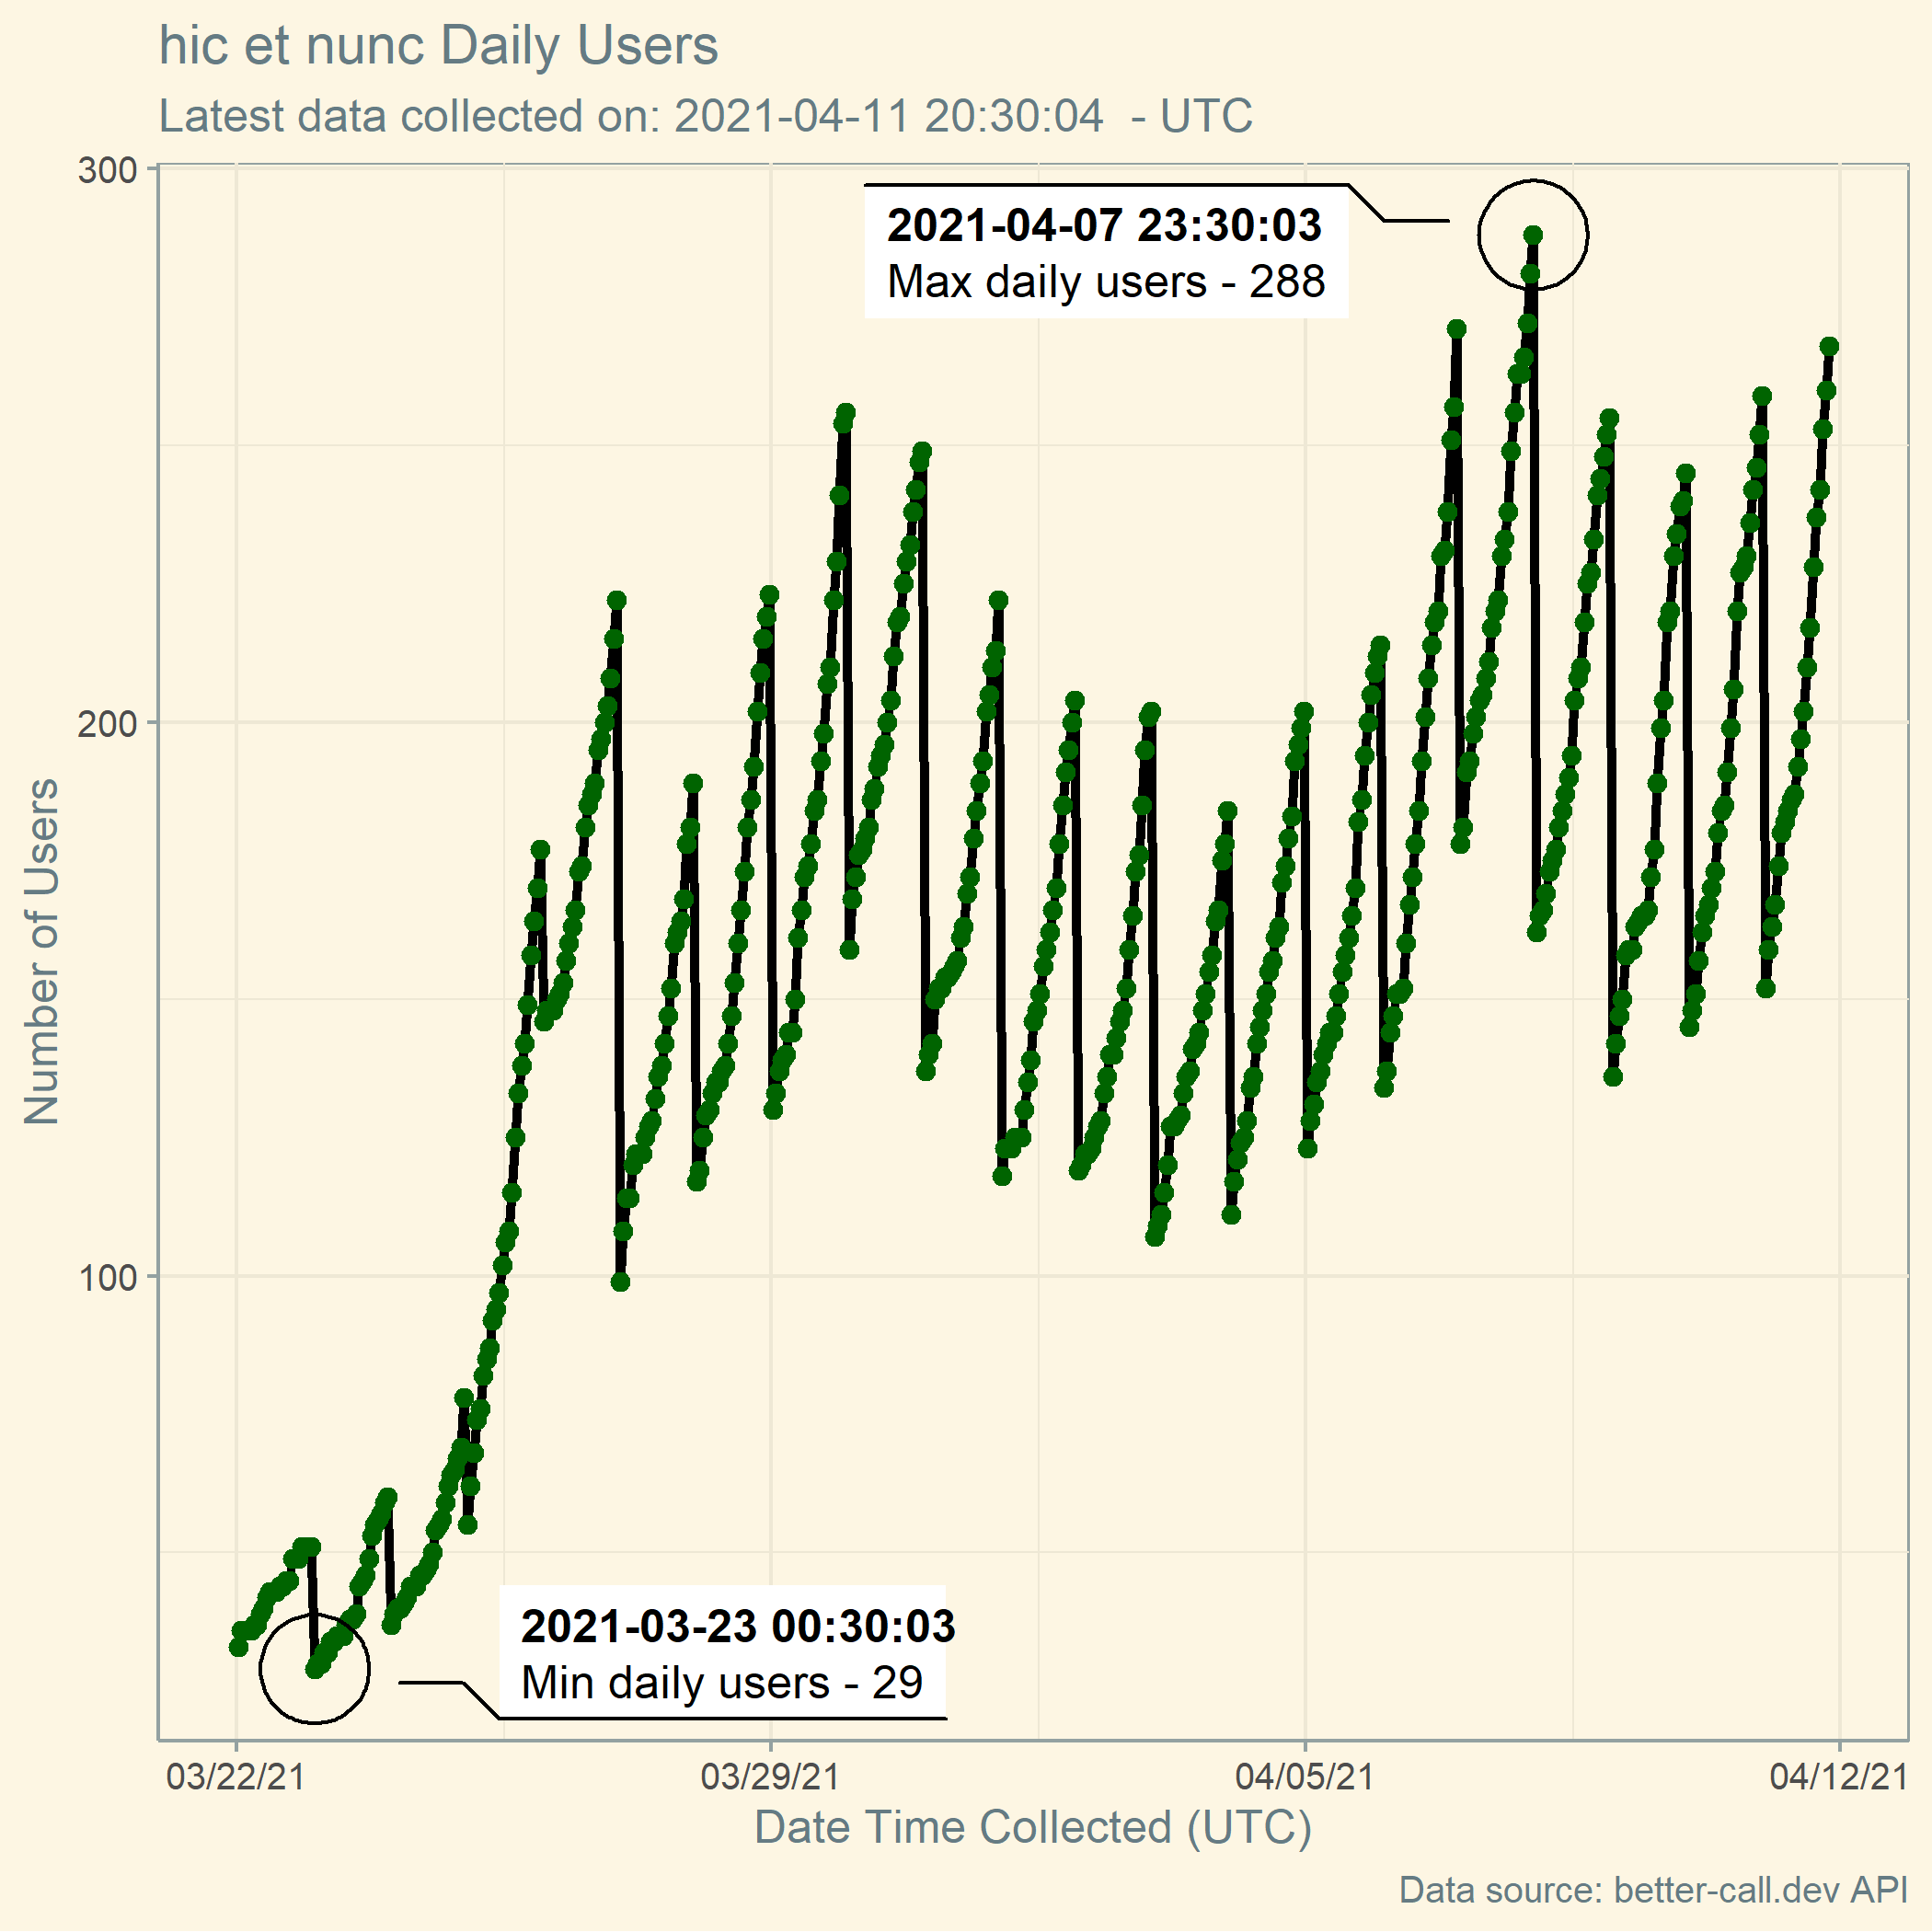 hic et nunc Daily Users
Latest data collected on: 2021-04-11 20:30:04  - UTC
300
2021-04-07 23:30:03
Max daily users - 288
200
Number of Users
100
2021-03-23 00:30:03
Min daily users - 29
03/22/21 03/29/21 04/05/21 04/12/21
Date Time Collected (UTC)
Data source: better-call.dev API